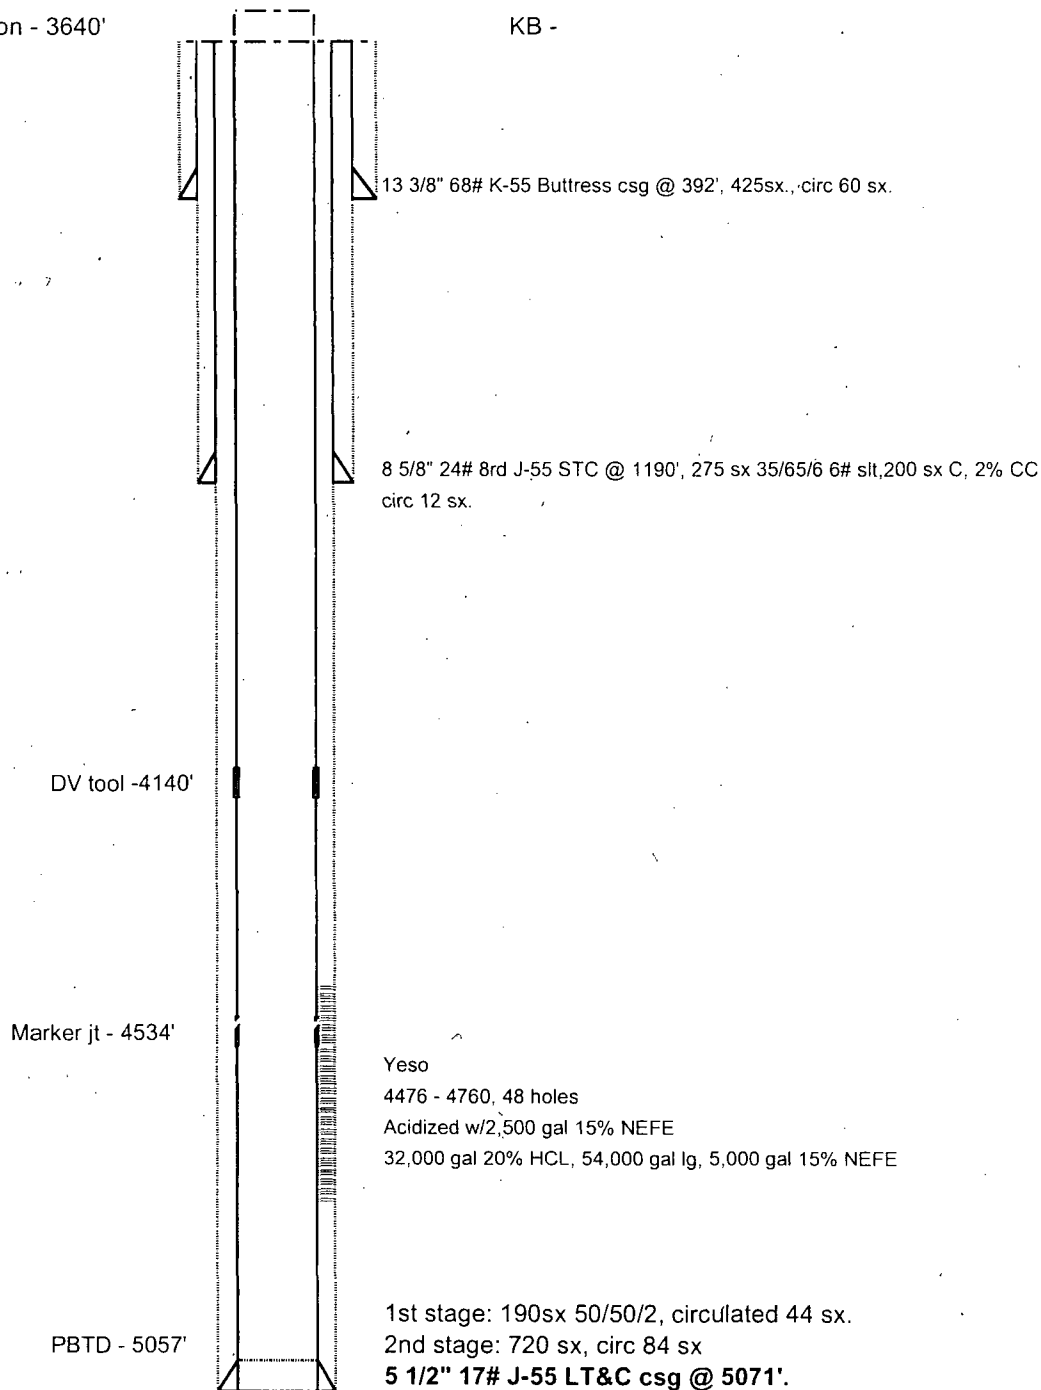 on - 3640'
KB -
13 3/8" 68# K-55 Buttress csg @ 392', 425sx., circ 60 sx.
8 5/8" 24# 8rd J-55 STC @ 1190', 275 sx 35/65/6 6# slt,200 sx C, 2% CC
circ 12 sx.
DV tool -4140'
Marker jt - 4534'
Yeso
4476 - 4760, 48 holes
Acidized w/2,500 gal 15% NEFE
32,000 gal 20% HCL, 54,000 gal lg, 5,000 gal 15% NEFE
1st stage: 190sx 50/50/2, circulated 44 sx.
2nd stage: 720 sx, circ 84 sx
PBTD - 5057'
5 1/2" 17# J-55 LT&C csg @ 5071'.